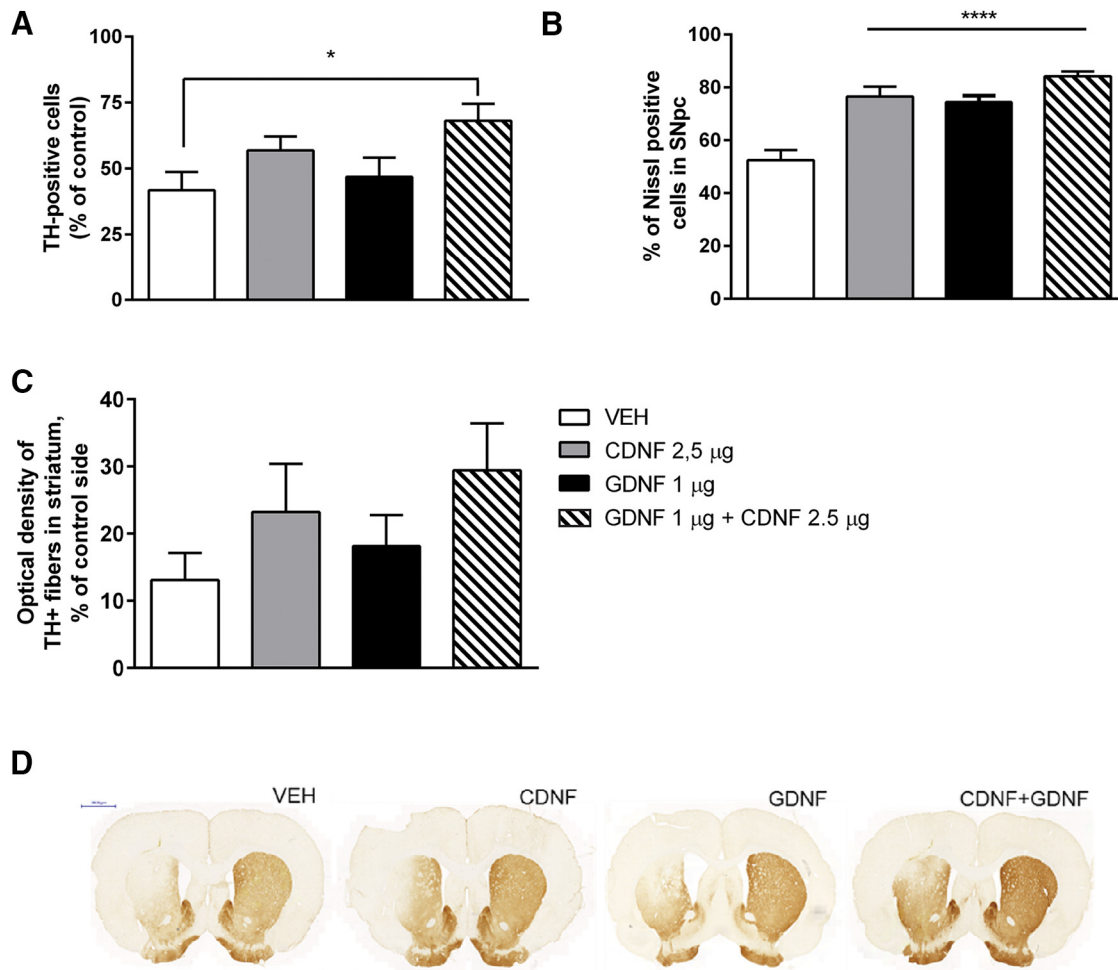 A
100
75
50
25
0
TH-positive cells
(% of control)
*
B
100
80
60
40
20
0
% of Nissl positive
cells in SNpc
****
C
40
30
20
10
0
Optical density of
TH+ fibers in striatum,
% of control side
VEH
CDNF 2,5 μg
GDNF 1 μg
GDNF 1 μg + CDNF 2.5 μg
D
VEH
CDNF
GDNF
CDNF+GDNF